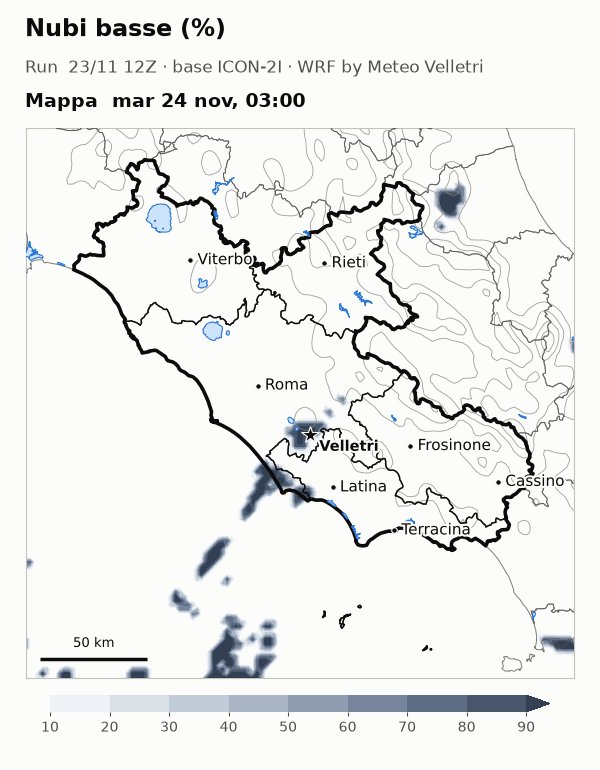 Nubi basse (%)
Run 23/11 12Z · base ICON-2I · WRF by Meteo Velletri
Mappa mar 24 nov, 03:00
Viterbo
Rieti
Roma
Velletri
Frosinone
Latina
Cassino
Terracina
50 km
10 20 30 40 50 60 70 80 90